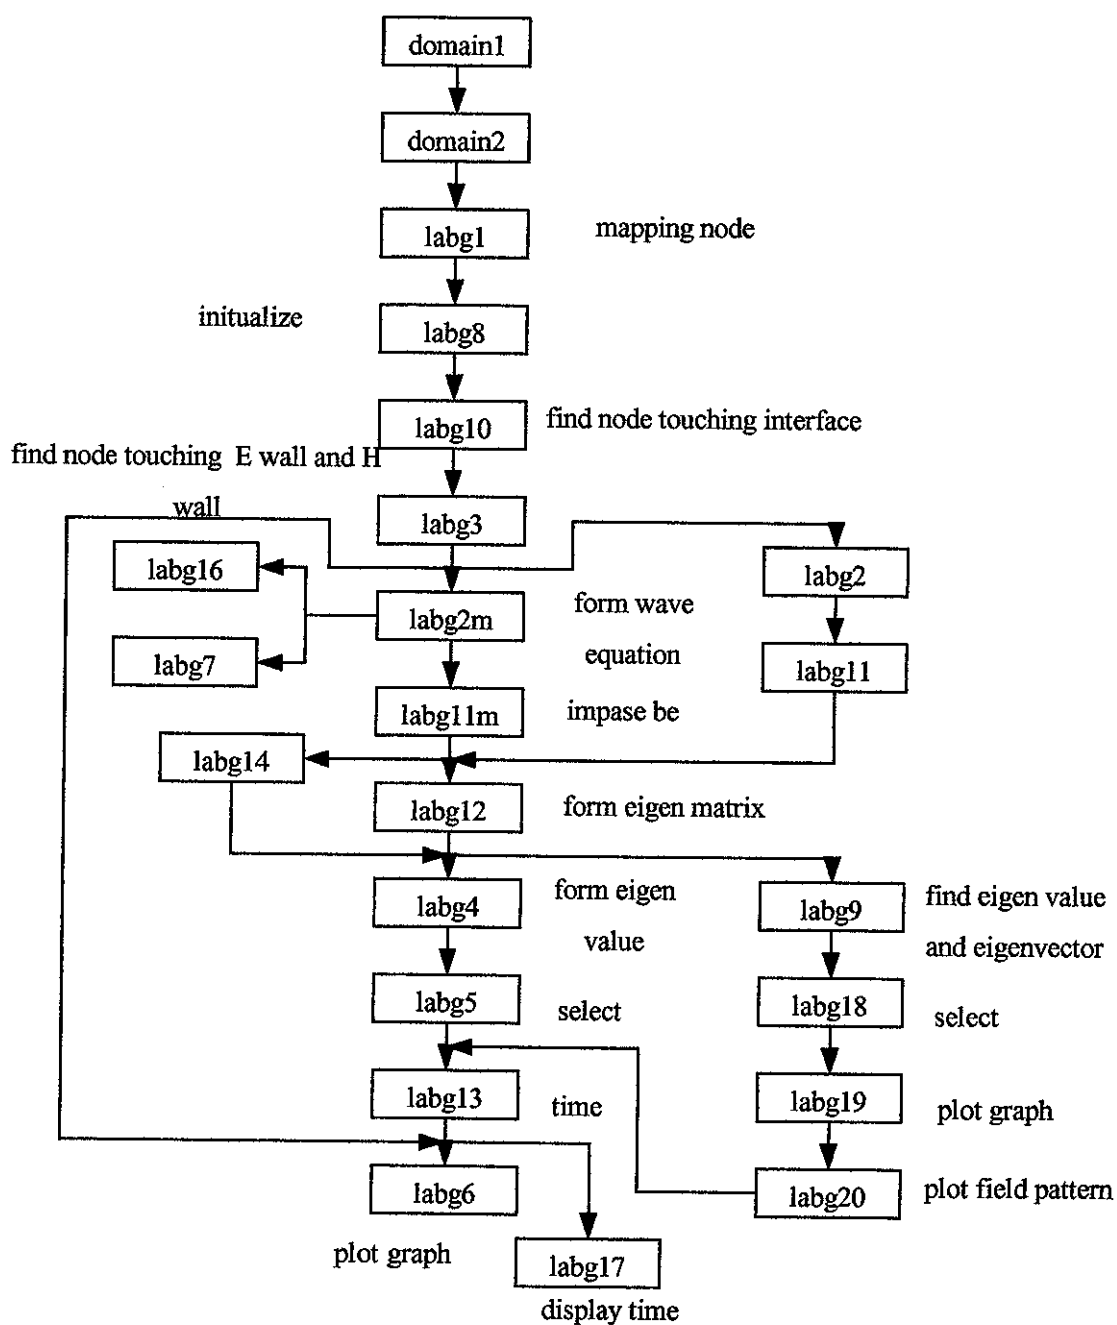 domain1
domain2
labg1
mapping node
initualize
labg8
labg10
find node touching interface
find node touching E wall and H
wall
labg3
labg16
labg2
labg2m
form wave
equation
labg7
labg11
labg11m
impase be
labg14
labg12
form eigen matrix
labg4
form eigen
value
labg9
find eigen value
and eigenvector
labg5
select
labg18
select
labg13
time
labg19
plot graph
labg6
labg20
plot field pattern
plot graph
labg17
display time